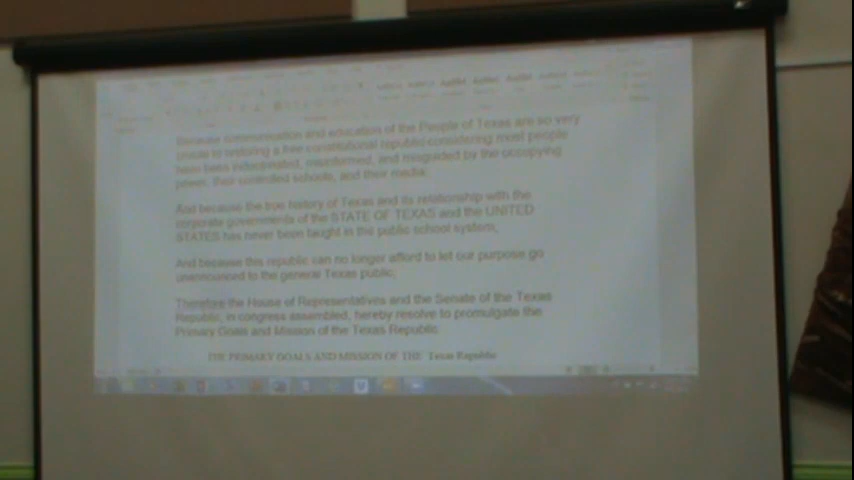 Because communication and education of the People of Texas are so very
crucial to restoring a free constitutional republic considering most people
have been indoctrinated, misinformed, and misguided by the occupying
power, their controlled schools, and their media;
And because the true history of Texas and its relationship with the
corporate governments of the STATE OF TEXAS and the UNITED
STATES has never been taught in the public school system,
And because this republic can no longer afford to let our purpose go
unannounced to the general Texas public;
Therefore the House of Representatives and the Senate of the Texas
Republic, in congress assembled, hereby resolve to promulgate the
Primary Goals and Mission of the Texas Republic
THE PRIMARY GOALS AND MISSION OF THE Texas Republic